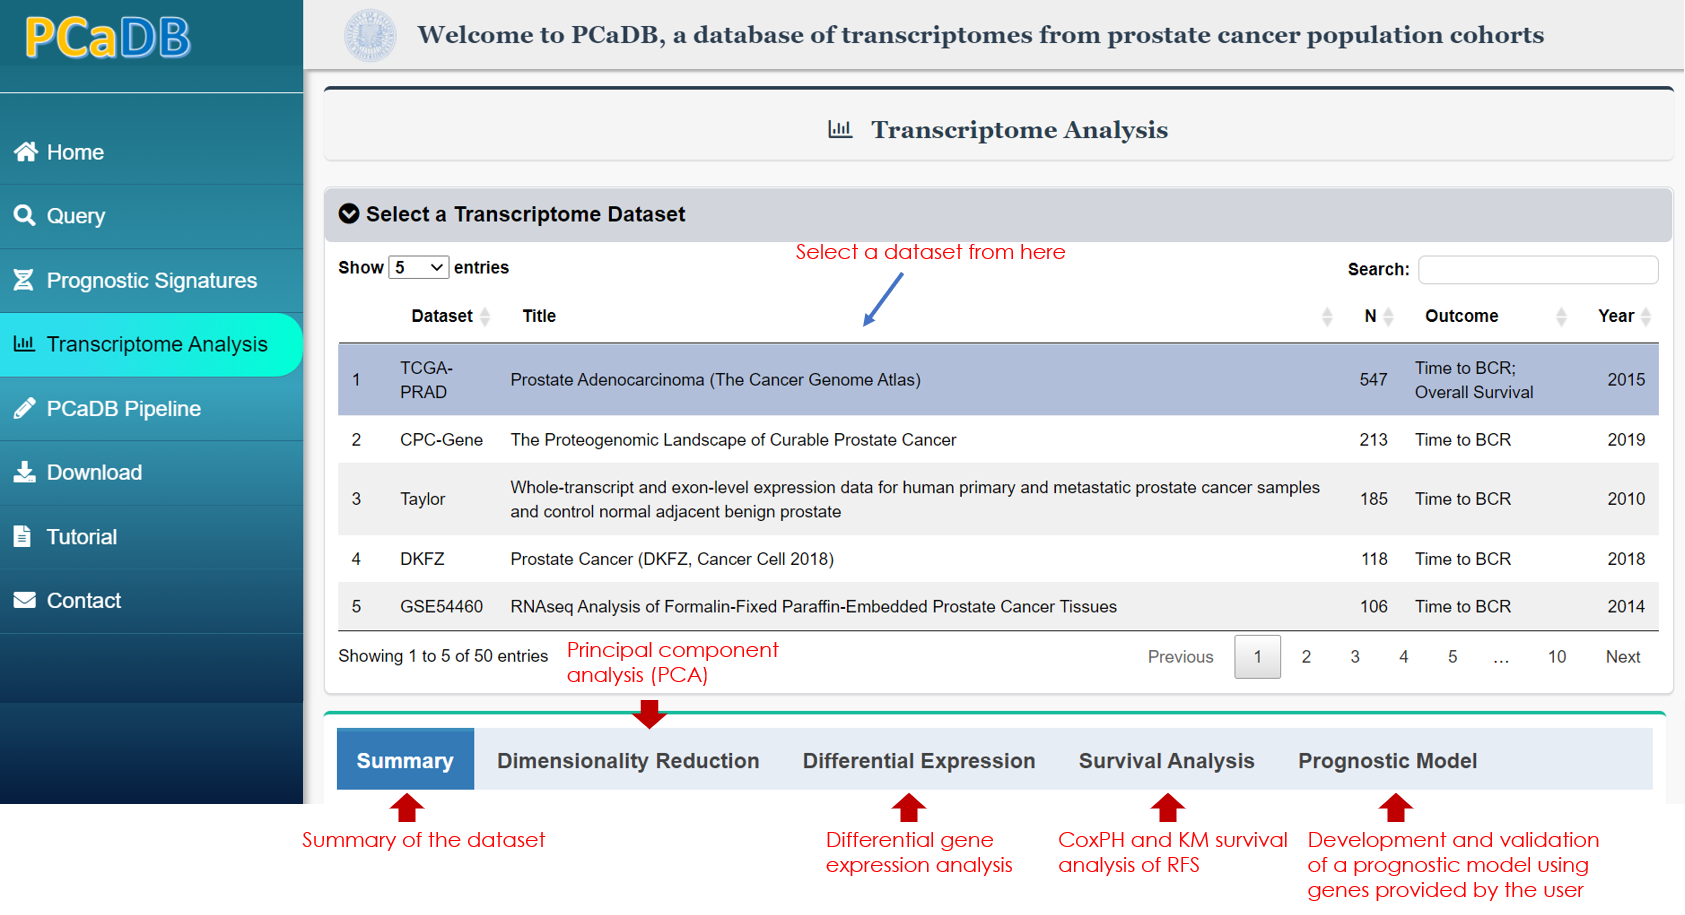 PCaDB
Welcome to PCaDB, a database of transcriptomes from prostate cancer population cohorts
Home
Query
Prognostic Signatures
Transcriptome Analysis
PCaDB Pipeline
Download
Tutorial
Contact
Transcriptome Analysis
Select a Transcriptome Dataset
Select a dataset from here
Show 5 entries
Search:
Dataset Title N Outcome Year
1 TCGA-PRAD Prostate Adenocarcinoma (The Cancer Genome Atlas) 547 Time to BCR; Overall Survival 2015
2 CPC-Gene The Proteogenomic Landscape of Curable Prostate Cancer 213 Time to BCR 2019
3 Taylor Whole-transcript and exon-level expression data for human primary and metastatic prostate cancer samples and control normal adjacent benign prostate 185 Time to BCR 2010
4 DKFZ Prostate Cancer (DKFZ, Cancer Cell 2018) 118 Time to BCR 2018
5 GSE54460 RNAseq Analysis of Formalin-Fixed Paraffin-Embedded Prostate Cancer Tissues 106 Time to BCR 2014
Showing 1 to 5 of 50 entries
Previous 1 2 3 4 5 … 10 Next
Principal component
analysis (PCA)
Summary Dimensionality Reduction Differential Expression Survival Analysis Prognostic Model
Summary of the dataset
Differential gene
expression analysis
CoxPH and KM survival
analysis of RFS
Development and validation
of a prognostic model using
genes provided by the user